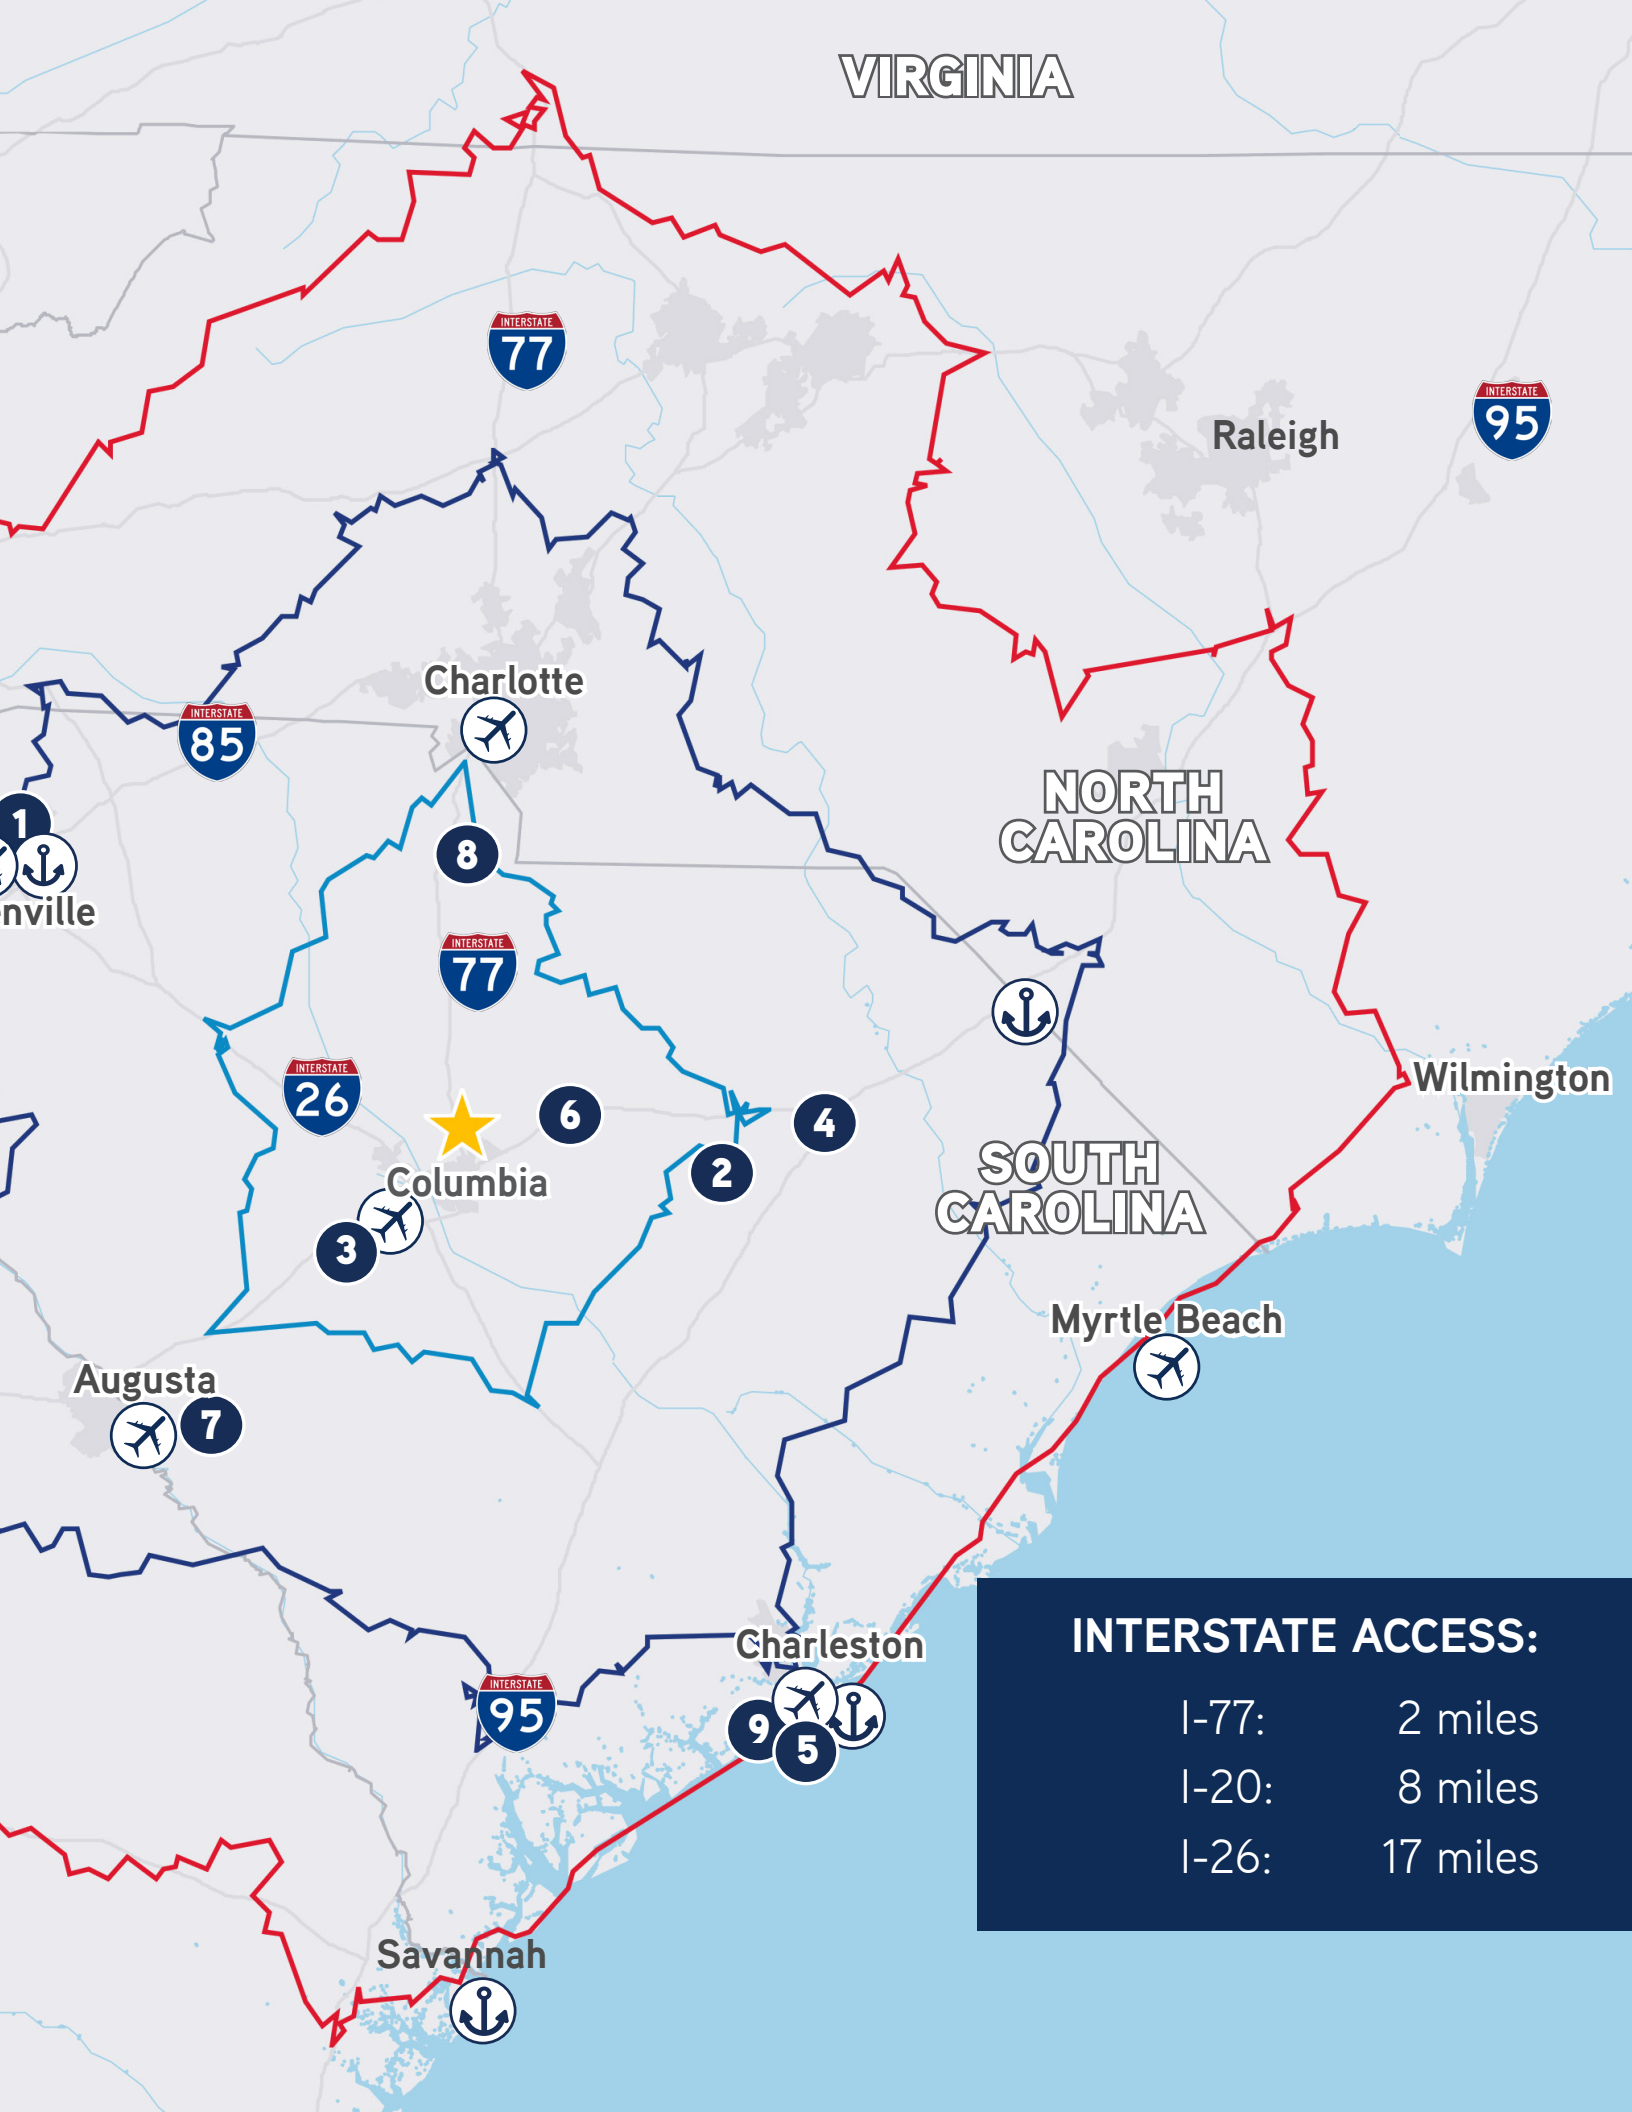 VIRGINIA
INTERSTATE
77
INTERSTATE
95
Raleigh
Charlotte
INTERSTATE
85
NORTH
CAROLINA
1
8
nville
INTERSTATE
77
INTERSTATE
26
Wilmington
6
4
2
SOUTH
CAROLINA
Columbia
3
Myrtle Beach
Augusta
7
Charleston
INTERSTATE
95
9
5
INTERSTATE ACCESS:
I-77: 2 miles
I-20: 8 miles
I-26: 17 miles
Savannah